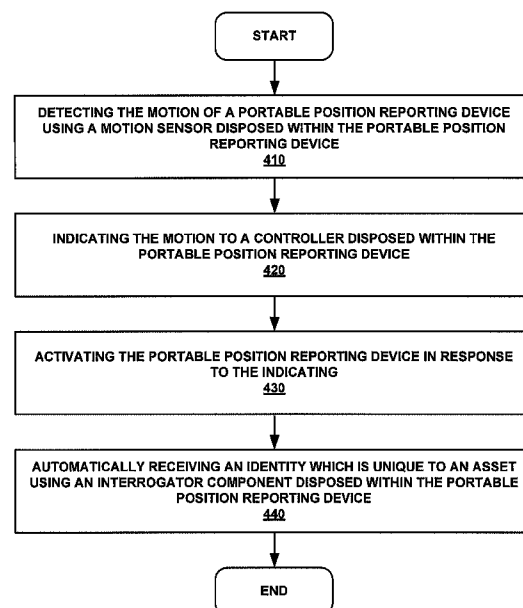 START
DETECTING THE MOTION OF A PORTABLE POSITION REPORTING DEVICE
USING A MOTION SENSOR DISPOSED WITHIN THE PORTABLE POSITION
REPORTING DEVICE
410
INDICATING THE MOTION TO A CONTROLLER DISPOSED WITHIN THE
PORTABLE POSITION REPORTING DEVICE
420
ACTIVATING THE PORTABLE POSITION REPORTING DEVICE IN RESPONSE
TO THE INDICATING
430
AUTOMATICALLY RECEIVING AN IDENTITY WHICH IS UNIQUE TO AN ASSET
USING AN INTERROGATOR COMPONENT DISPOSED WITHIN THE PORTABLE
POSITION REPORTING DEVICE
440
END